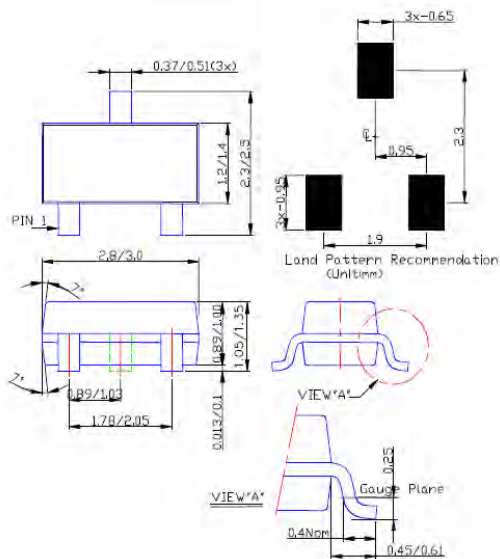 3x-0.65
0.37/0.51(3x)
1.2/1.4
2.3/2.5
2.3
℄
0.95
3x-0.95
PIN 1
1.9
2.8/3.0
Land Pattern Recommendation
(Unit:mm)
7°
0.89/1.00
1.05/1.35
7°
0.89/1.03
0.013/0.1
1.78/2.05
VIEW"A"
0.25
VIEW"A"
Gauge Plane
0.4Nom
0.45/0.61